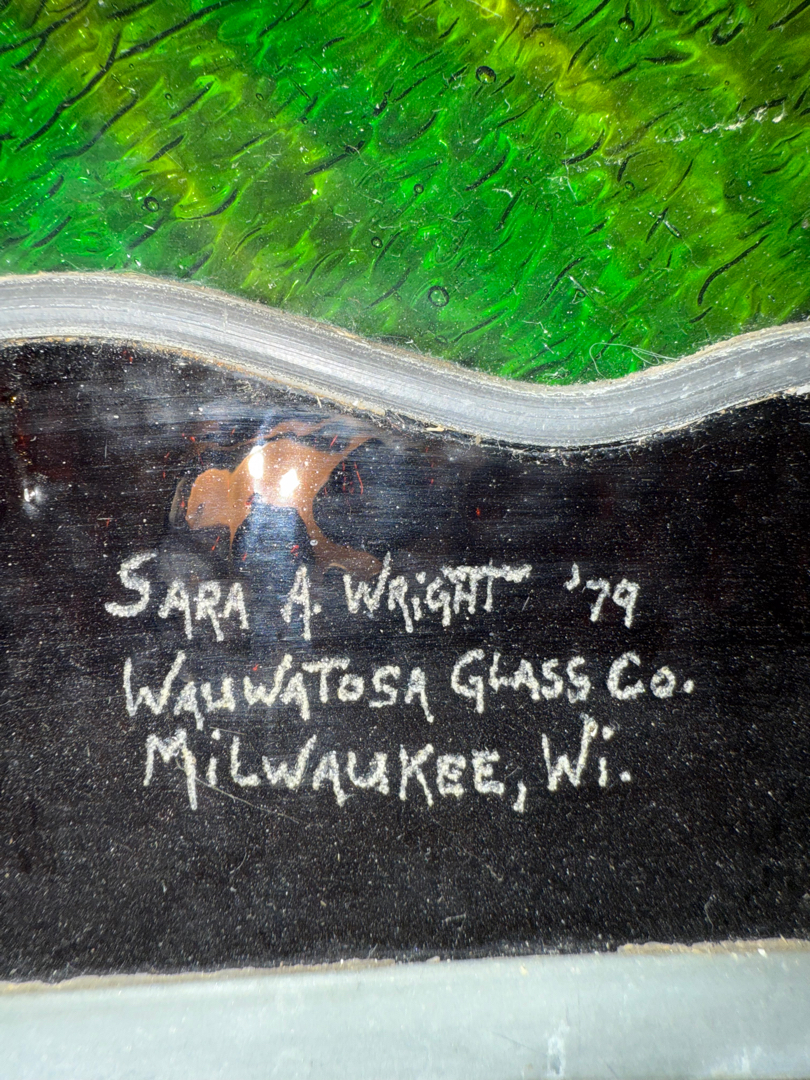 SARA A. WRiGHT '79
WAUWATOSA GLASS CO.
MiLWAUKEE, Wi.